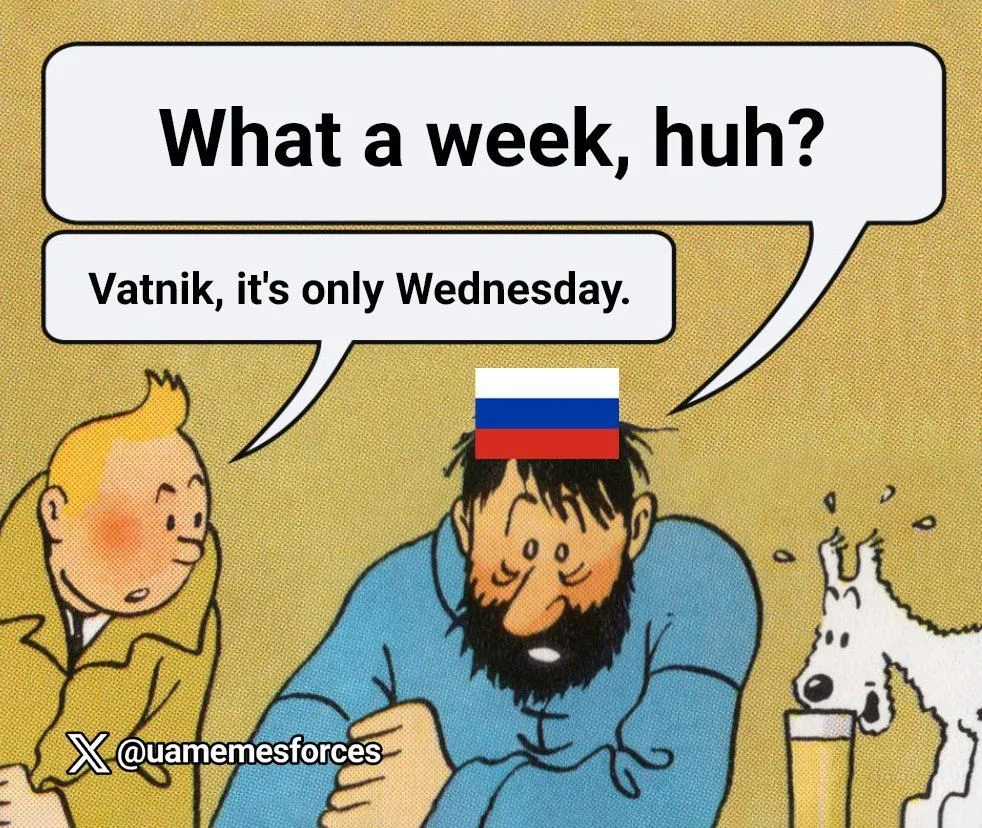 What a week, huh?
Vatnik, it's only Wednesday.
X @uamemesforces